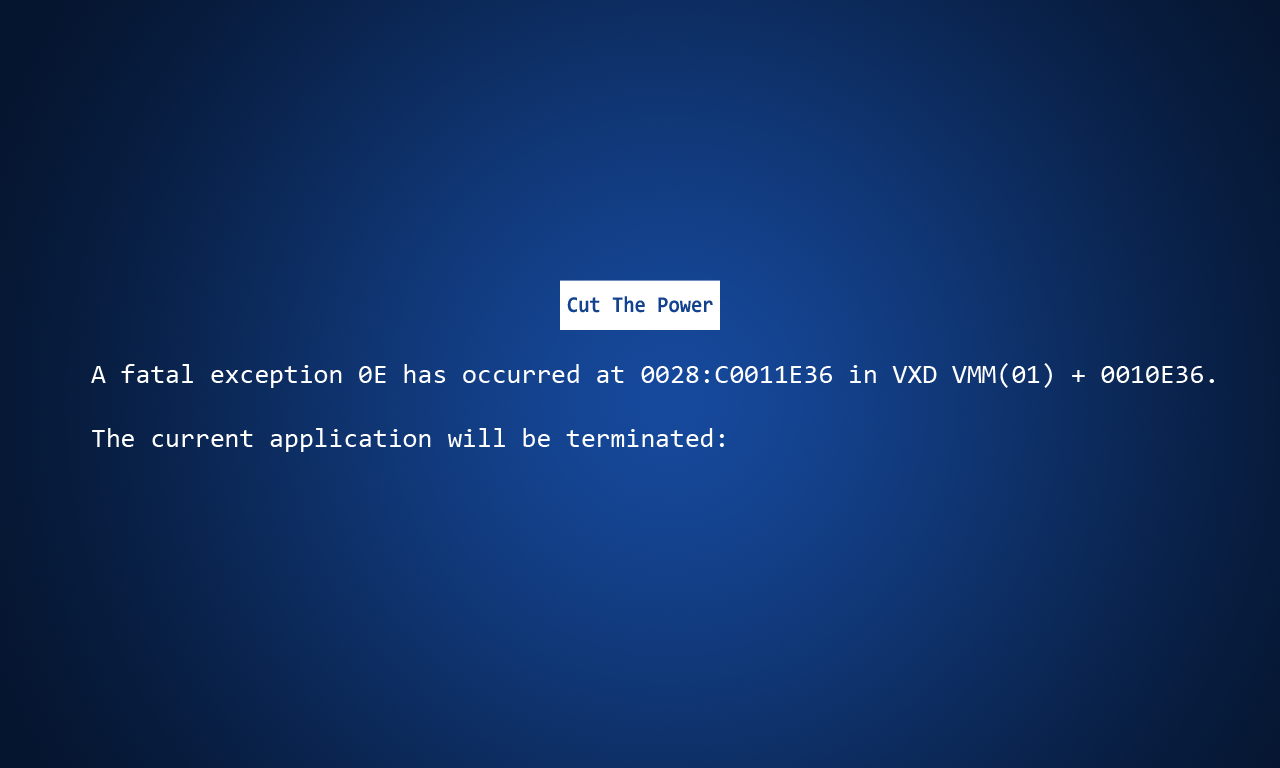 Cut The Power
A fatal exception 0E has occurred at 0028:C0011E36 in VXD VMM(01) + 0010E36.
The current application will be terminated: